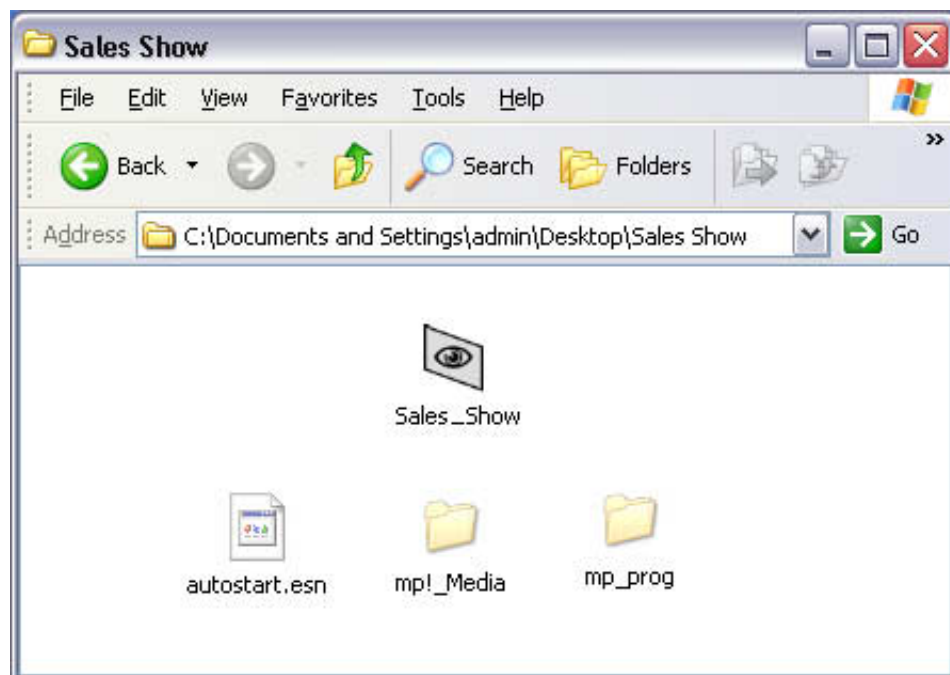 Sales Show
File Edit View Favorites Tools Help
Back Search Folders »
Address C:\Documents and Settings\admin\Desktop\Sales Show Go
Sales_Show
autostart.esn mp!_Media mp_prog